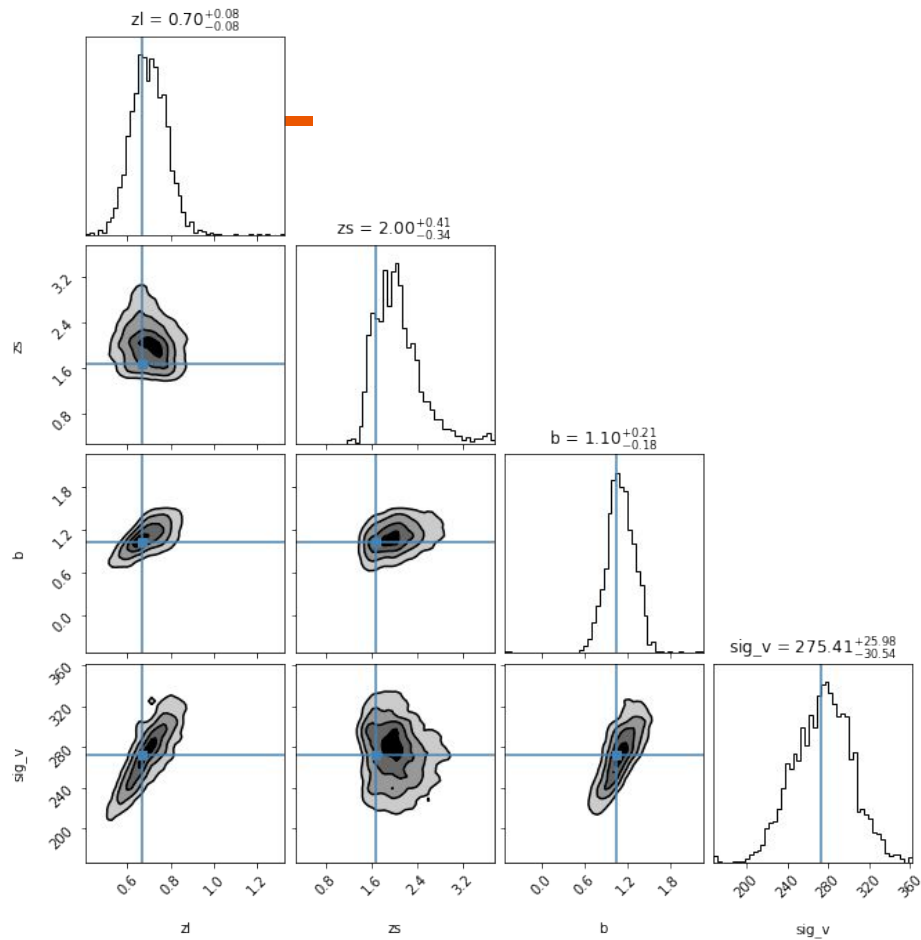 zl = 0.70^{+0.08}_{-0.08}
zs = 2.00^{+0.41}_{-0.34}
3.2
2.4
1.6
0.8
zs
b = 1.10^{+0.21}_{-0.18}
1.8
1.2
0.6
0.0
b
sig_v = 275.41^{+25.98}_{-30.54}
360
320
280
240
200
sig_v
0.6 0.8 1.0 1.2
0.8 1.6 2.4 3.2
0.0 0.6 1.2 1.8
200 240 280 320 360
zl zs b sig_v